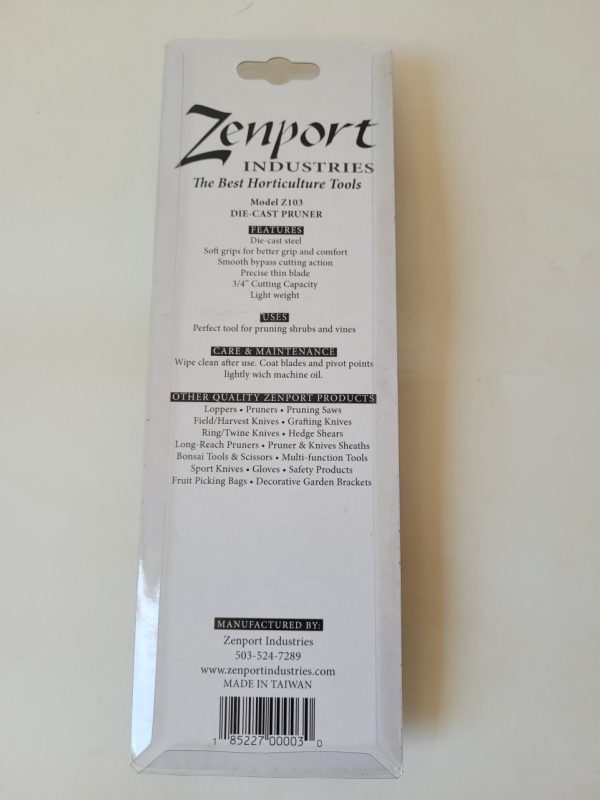 Zenport
INDUSTRIES
The Best Horticulture Tools
Model Z103
DIE-CAST PRUNER
FEATURES
Die-cast steel
Soft grips for better grip and comfort
Smooth bypass cutting action
Precise thin blade
3/4" Cutting Capacity
Light weight
USES
Perfect tool for pruning shrubs and vines
CARE & MAINTENANCE
Wipe clean after use. Coat blades and pivot points
lightly wich machine oil.
OTHER QUALITY ZENPORT PRODUCTS
Loppers • Pruners • Pruning Saws
Field/Harvest Knives • Grafting Knives
Ring/Twine Knives • Hedge Shears
Long-Reach Pruners • Pruner & Knives Sheaths
Bonsai Tools & Scissors • Multi-function Tools
Sport Knives • Gloves • Safety Products
Fruit Picking Bags • Decorative Garden Brackets
MANUFACTURED BY:
Zenport Industries
503-524-7289
www.zenportindustries.com
MADE IN TAIWAN
1 85227 00003 0